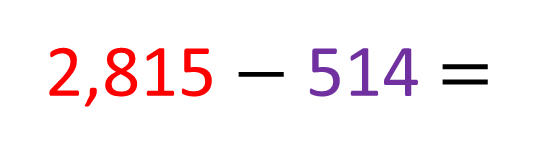 2,815 − 514 =